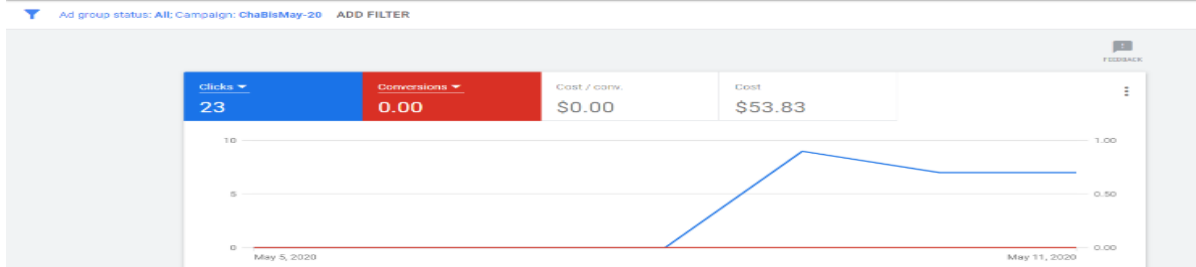 Ad group status: All; Campaign: ChaBisMay-20 ADD FILTER
FEEDBACK
Clicks Conversions Cost / conv. Cost
23 0.00 $0.00 $53.83
10 1.00
5 0.50
0 0.00
May 5, 2020 May 11, 2020